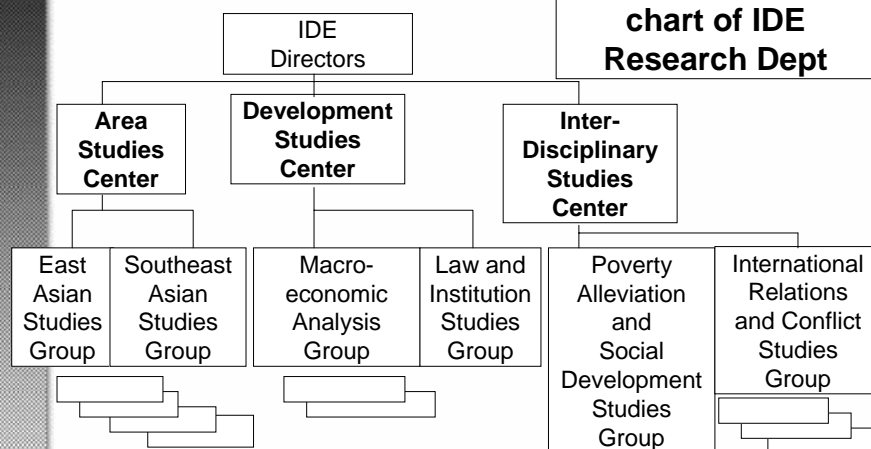 chart of IDE
Research Dept
IDE
Directors
Area
Studies
Center
Development
Studies
Center
Inter-
Disciplinary
Studies
Center
East
Asian
Studies
Group
Southeast
Asian
Studies
Group
Macro-
economic
Analysis
Group
Law and
Institution
Studies
Group
Poverty
Alleviation
and
Social
Development
Studies
Group
International
Relations
and Conflict
Studies
Group